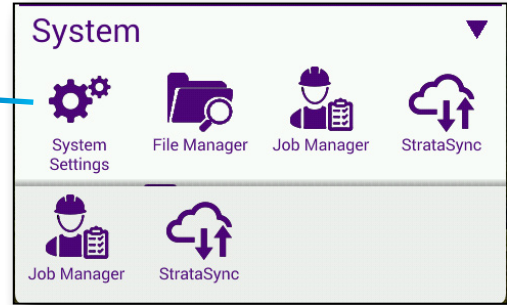 System
System File Manager Job Manager StrataSync
Settings
Job Manager StrataSync